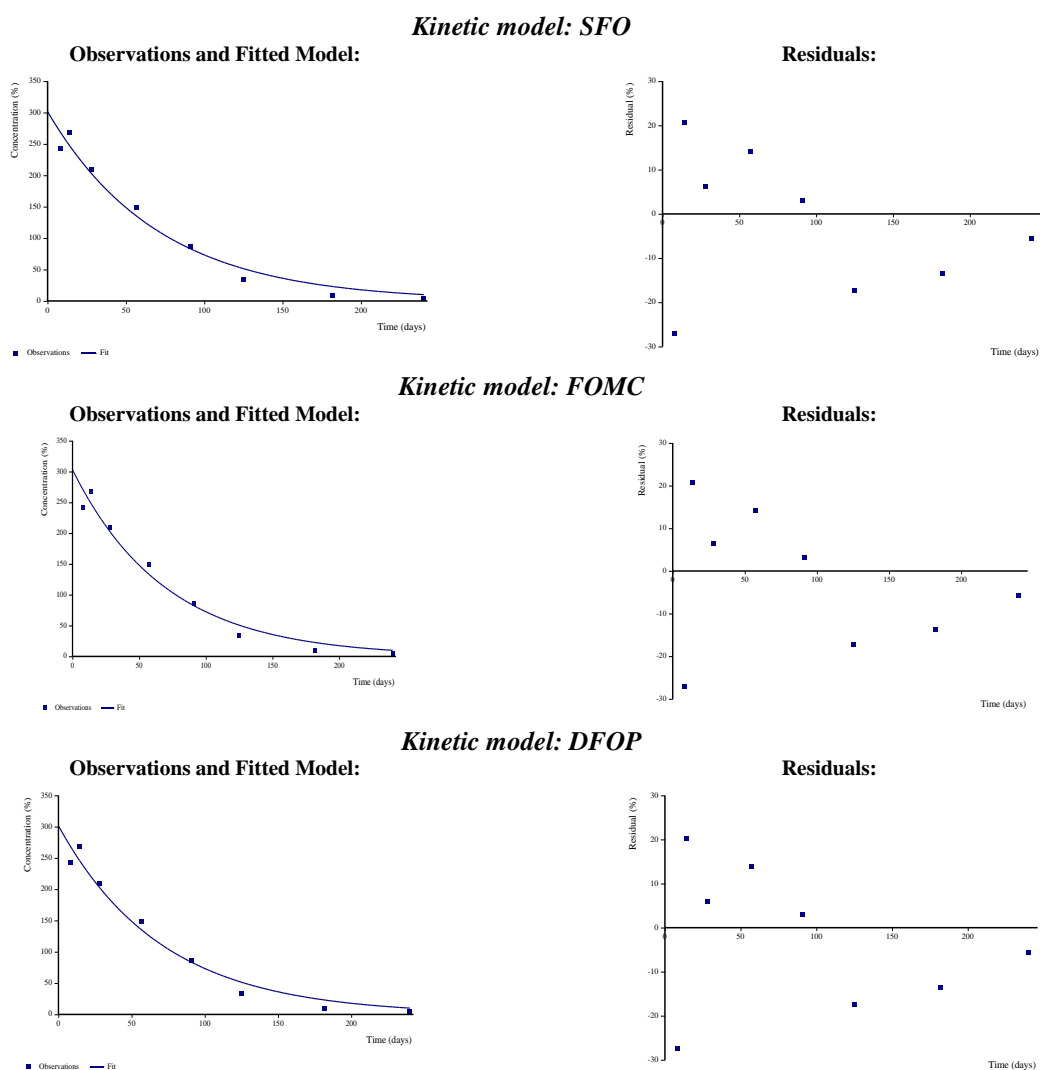 Kinetic model: SFO
Observations and Fitted Model:
Residuals:
Concentration (%)
350
300
250
200
150
100
50
0
0 50 100 150 200
Time (days)
Observations Fit
Residual (%)
30
20
10
0
-10
-20
-30
0 50 100 150 200
Time (days)
Kinetic model: FOMC
Observations and Fitted Model:
Residuals:
Concentration (%)
350
300
250
200
150
100
50
0
0 50 100 150 200
Time (days)
Observations Fit
Residual (%)
30
20
10
0
-10
-20
-30
0 50 100 150 200
Time (days)
Kinetic model: DFOP
Observations and Fitted Model:
Residuals:
Concentration (%)
350
300
250
200
150
100
50
0
0 50 100 150 200
Time (days)
Observations Fit
Residual (%)
30
20
10
0
-10
-20
-30
0 50 100 150 200
Time (days)